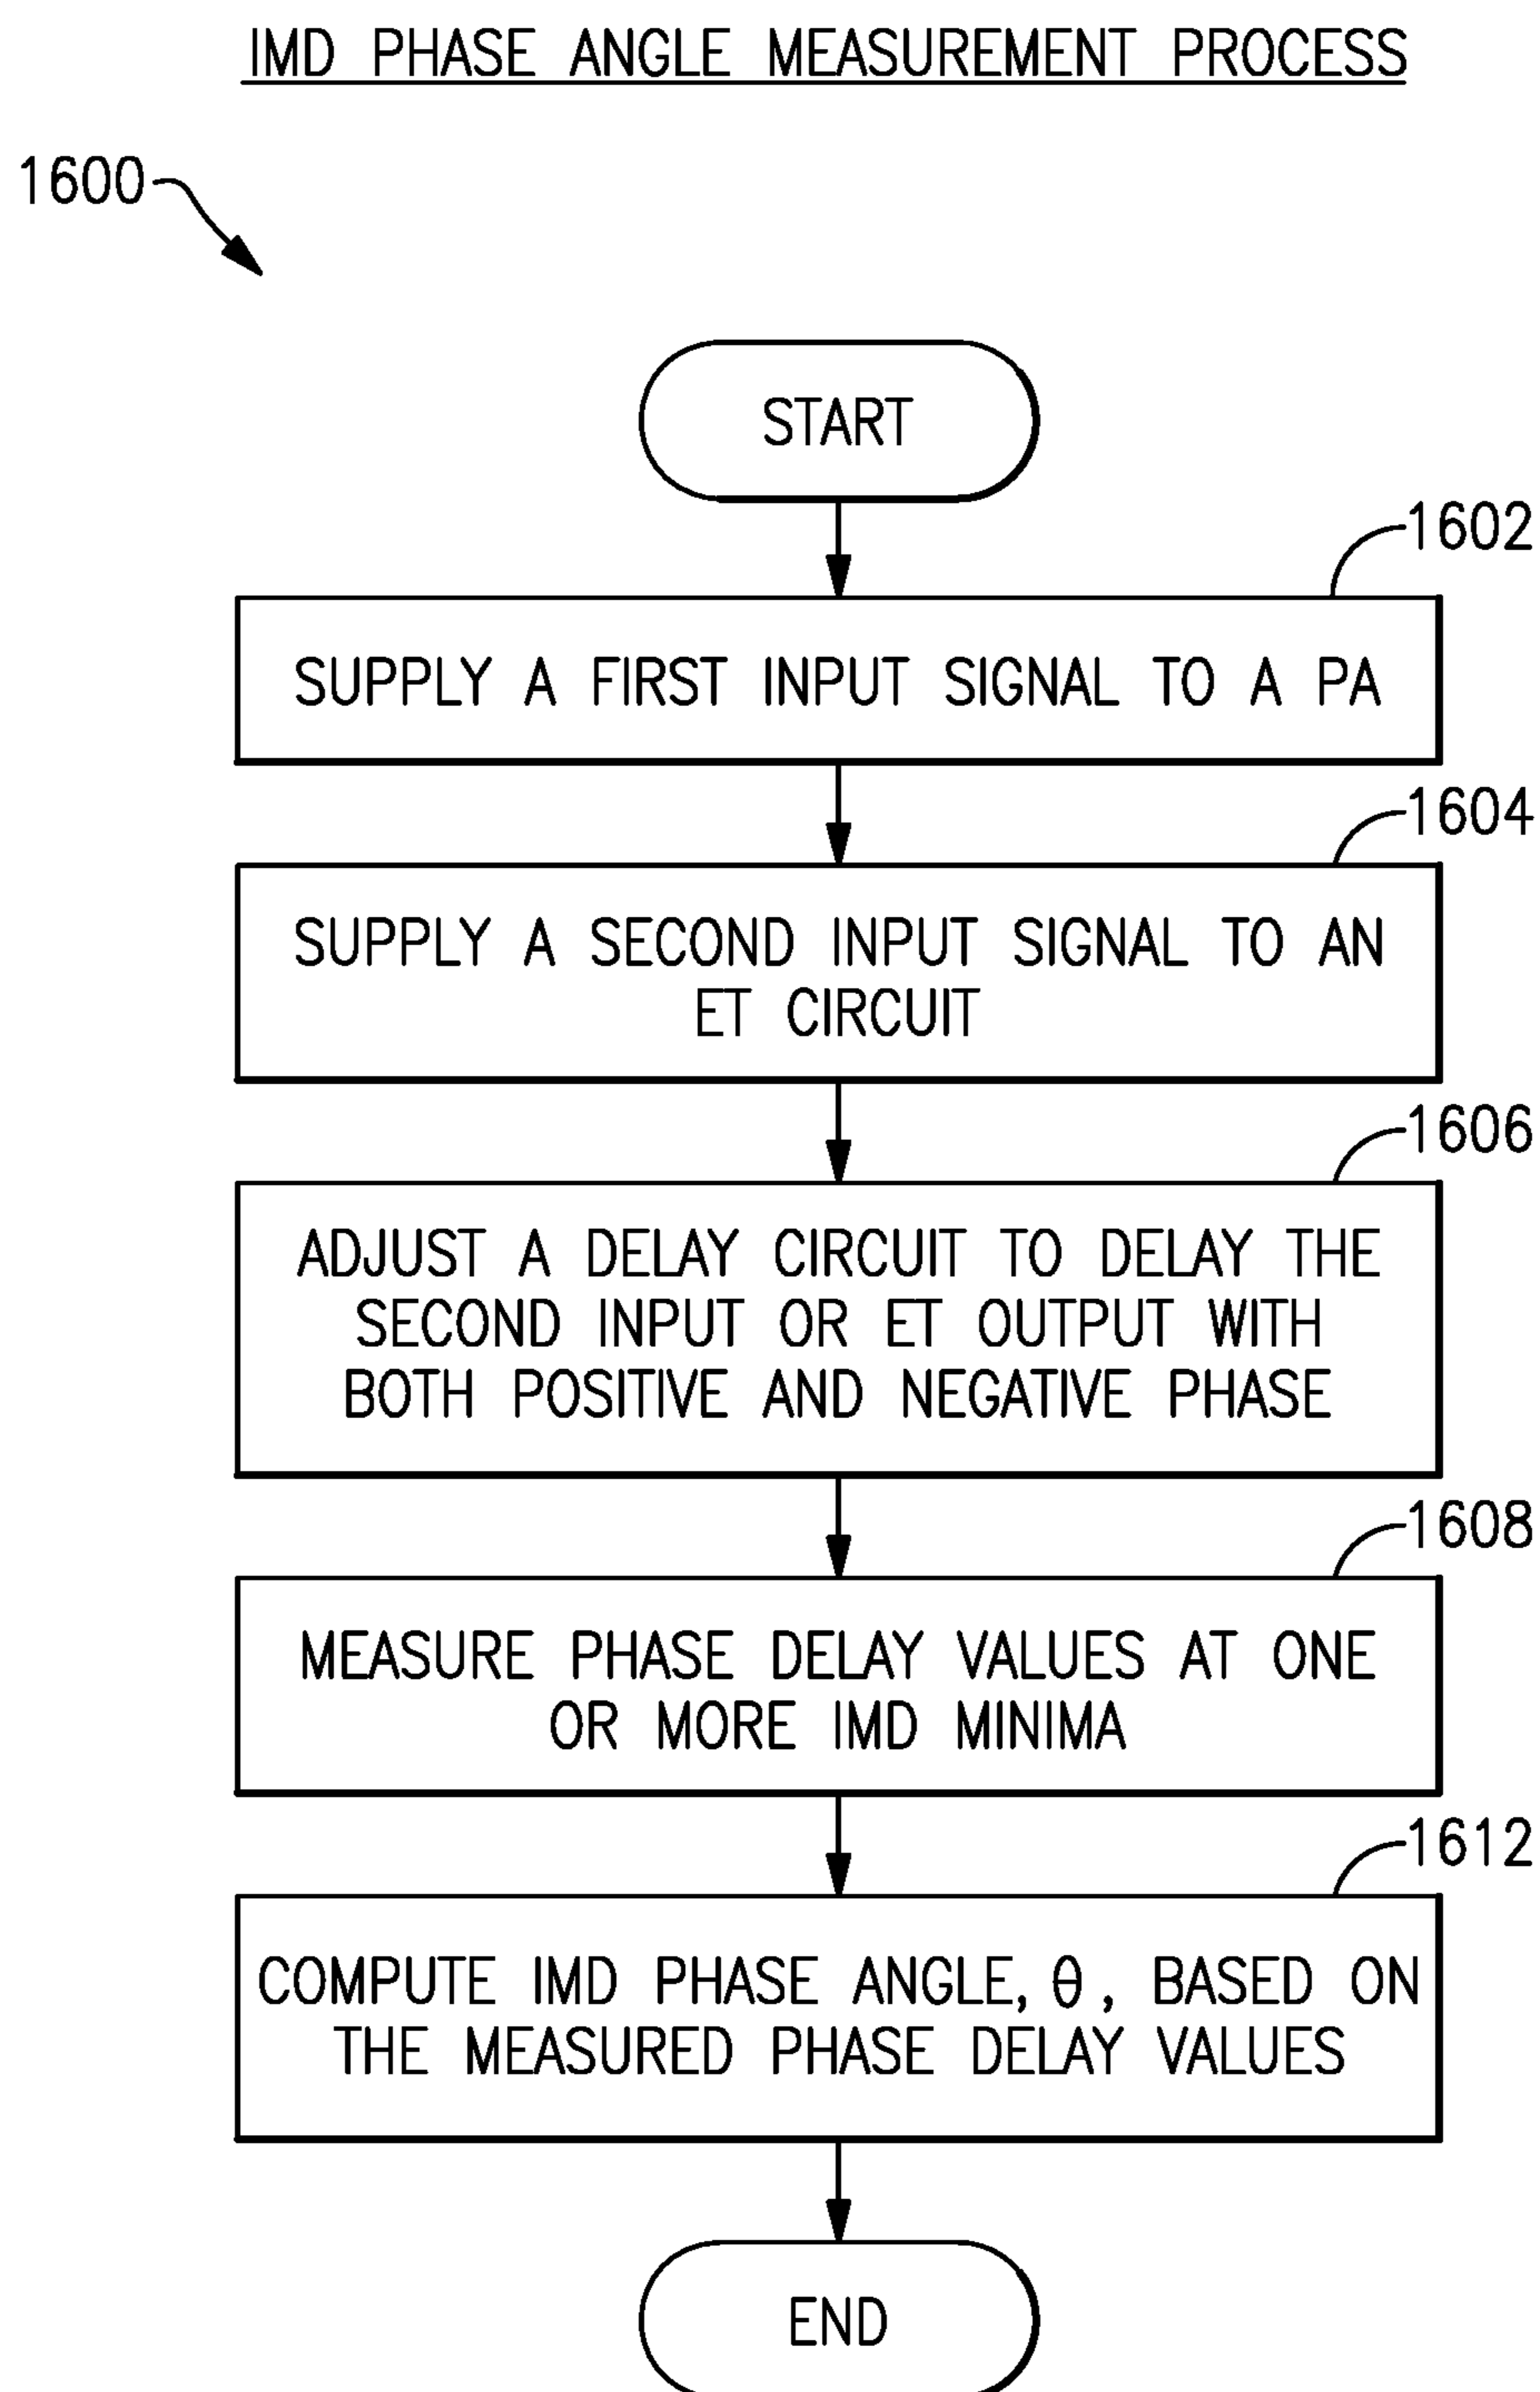 IMD PHASE ANGLE MEASUREMENT PROCESS
1600
START
1602
SUPPLY A FIRST INPUT SIGNAL TO A PA
1604
SUPPLY A SECOND INPUT SIGNAL TO AN
ET CIRCUIT
1606
ADJUST A DELAY CIRCUIT TO DELAY THE
SECOND INPUT OR ET OUTPUT WITH
BOTH POSITIVE AND NEGATIVE PHASE
1608
MEASURE PHASE DELAY VALUES AT ONE
OR MORE IMD MINIMA
1612
COMPUTE IMD PHASE ANGLE, θ, BASED ON
THE MEASURED PHASE DELAY VALUES
END